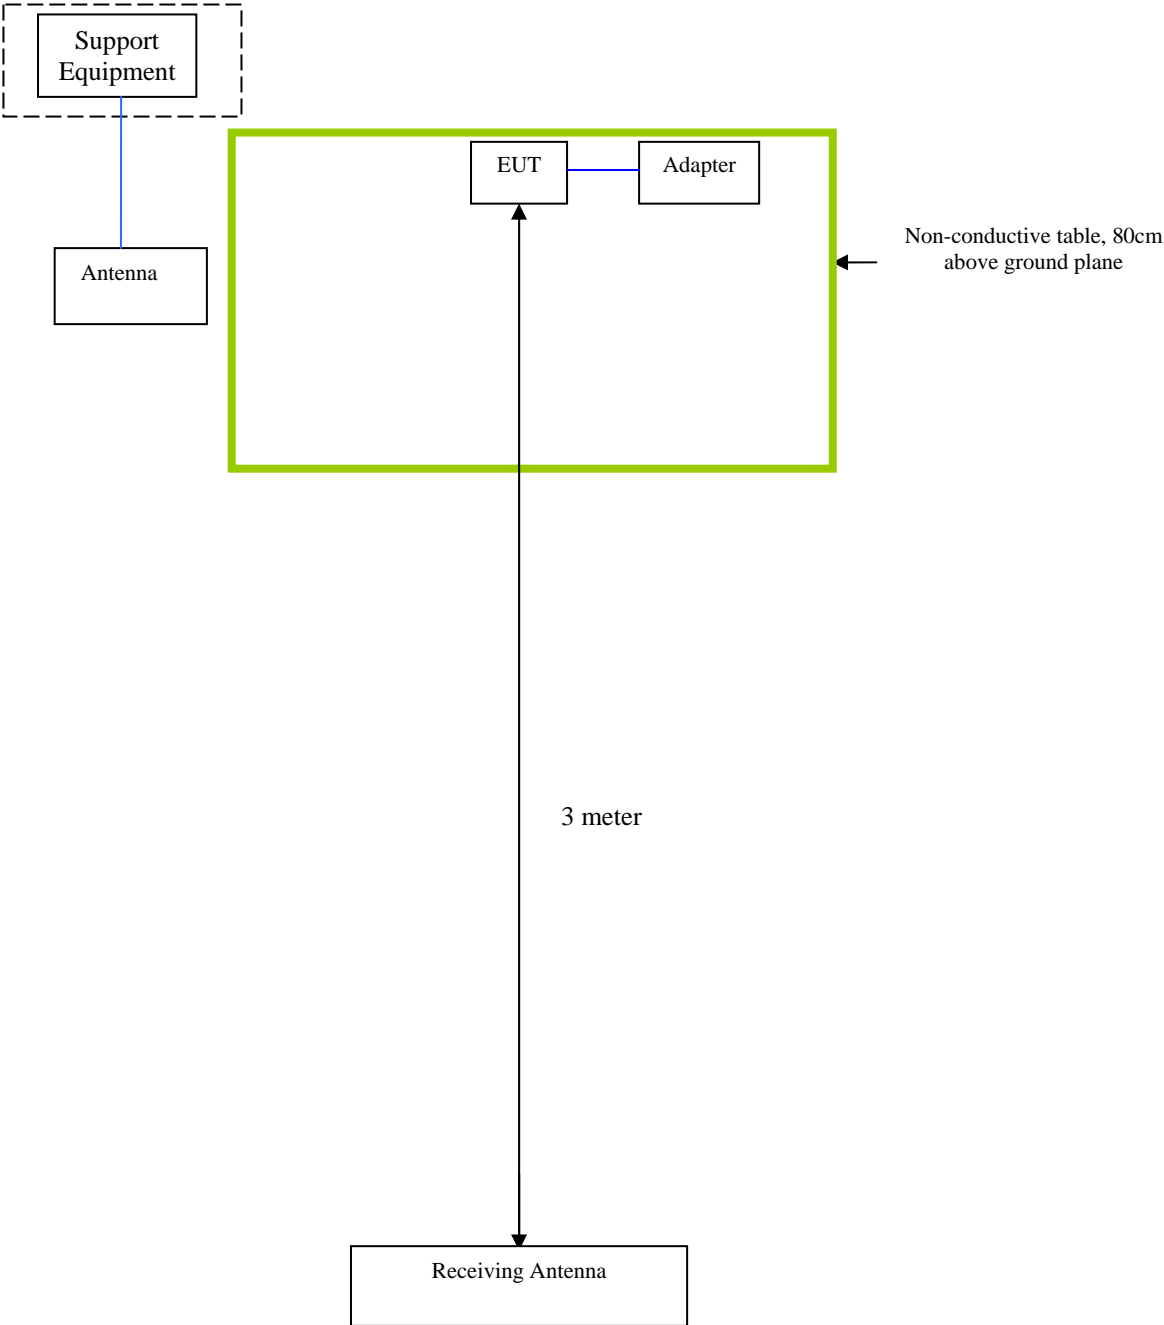 Support
Equipment
EUT
Adapter
Non-conductive table, 80cm
above ground plane
Antenna
3 meter
Receiving Antenna